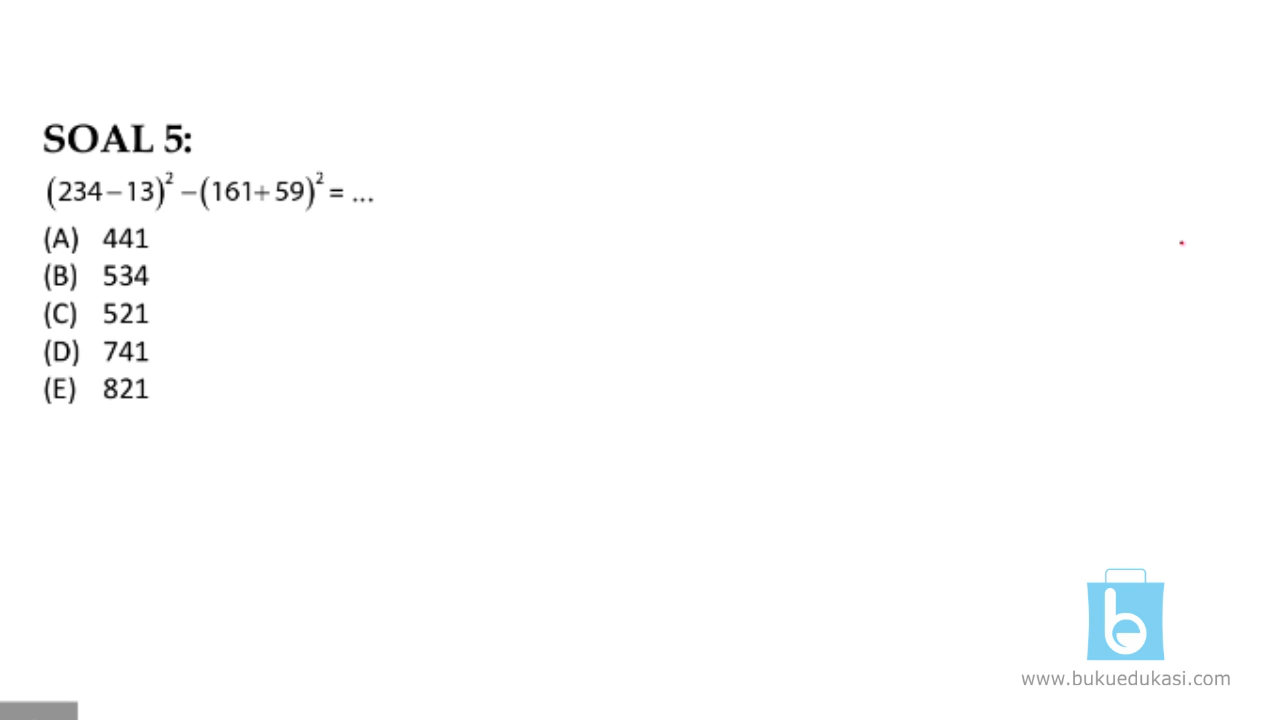 SOAL 5:
(234−13)² −(161+59)² = ...
(A) 441
(B) 534
(C) 521
(D) 741
(E) 821
b
www.bukuedukasi.com